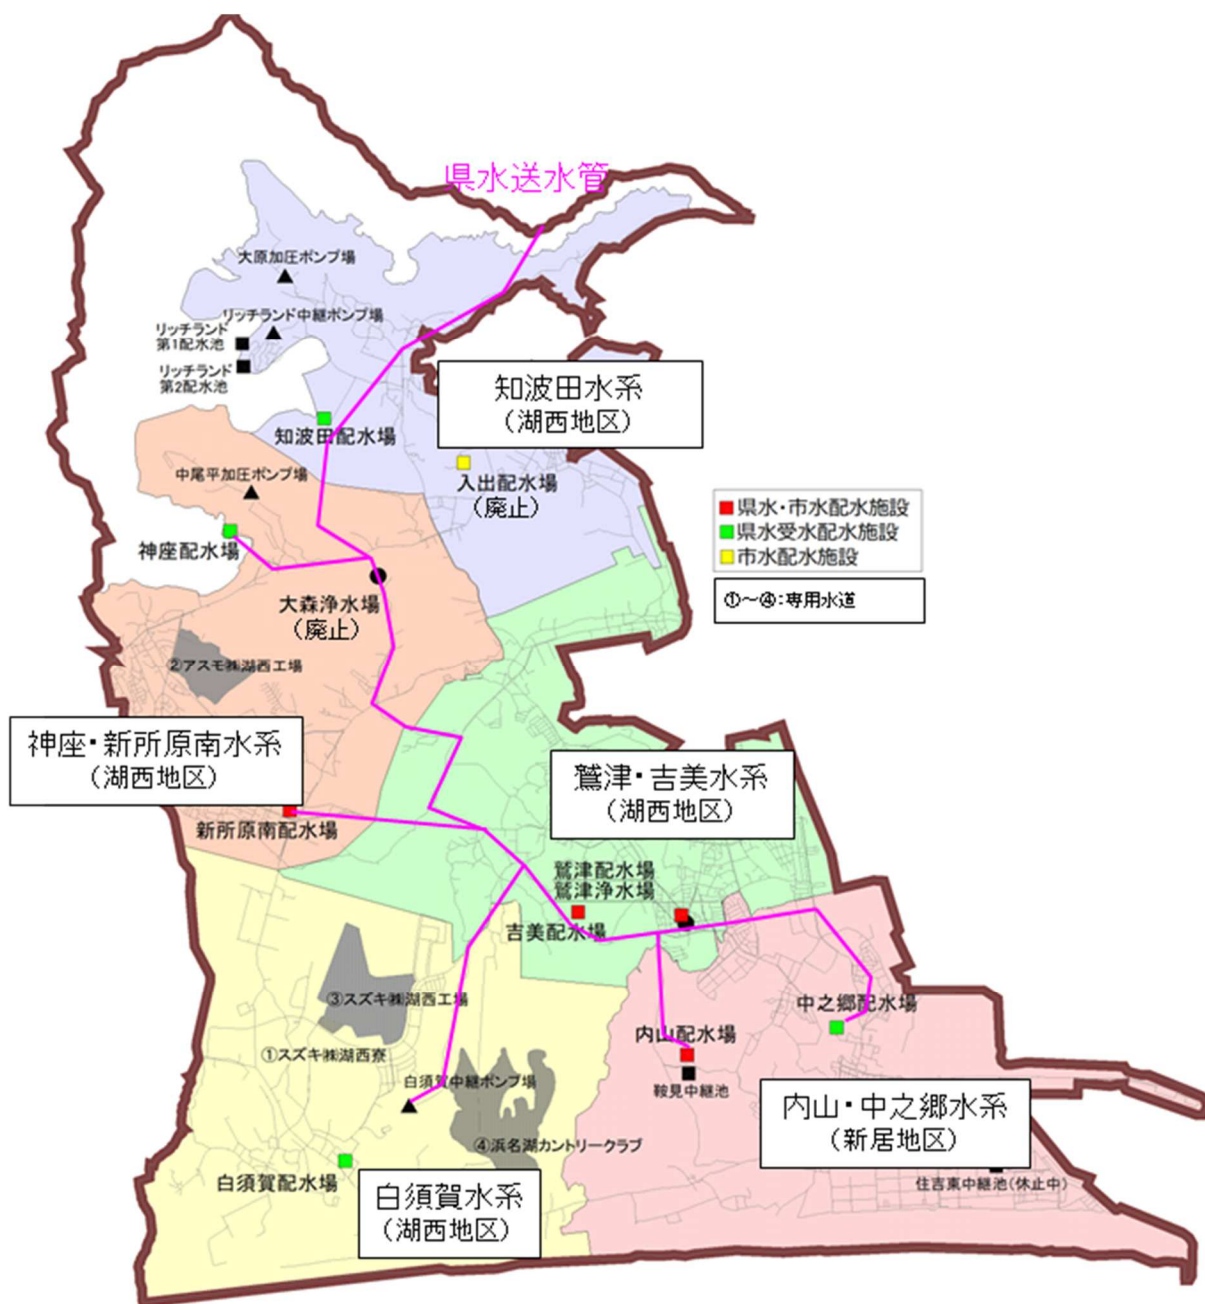 県水送水管
大原加圧ポンプ場
リッチランド中継ポンプ場
リッチランド
第1配水池
リッチランド
第2配水池
知波田水系
(湖西地区)
知波田配水場
中尾平加圧ポンプ場
入出配水場
(廃止)
県水・市水配水施設
県水受水配水施設
市水配水施設
①~④:専用水道
神座配水場
大森浄水場
(廃止)
②アスモ㈱湖西工場
神座・新所原南水系
(湖西地区)
鷲津・吉美水系
(湖西地区)
新所原南配水場
鷲津配水場
鷲津浄水場
吉美配水場
③スズキ㈱湖西工場
中之郷配水場
内山配水場
①スズキ㈱湖西寮
白須賀中継ポンプ場
鞍見中継池
内山・中之郷水系
(新居地区)
④浜名湖カントリークラブ
白須賀配水場
住吉東中継池(休止中)
白須賀水系
(湖西地区)